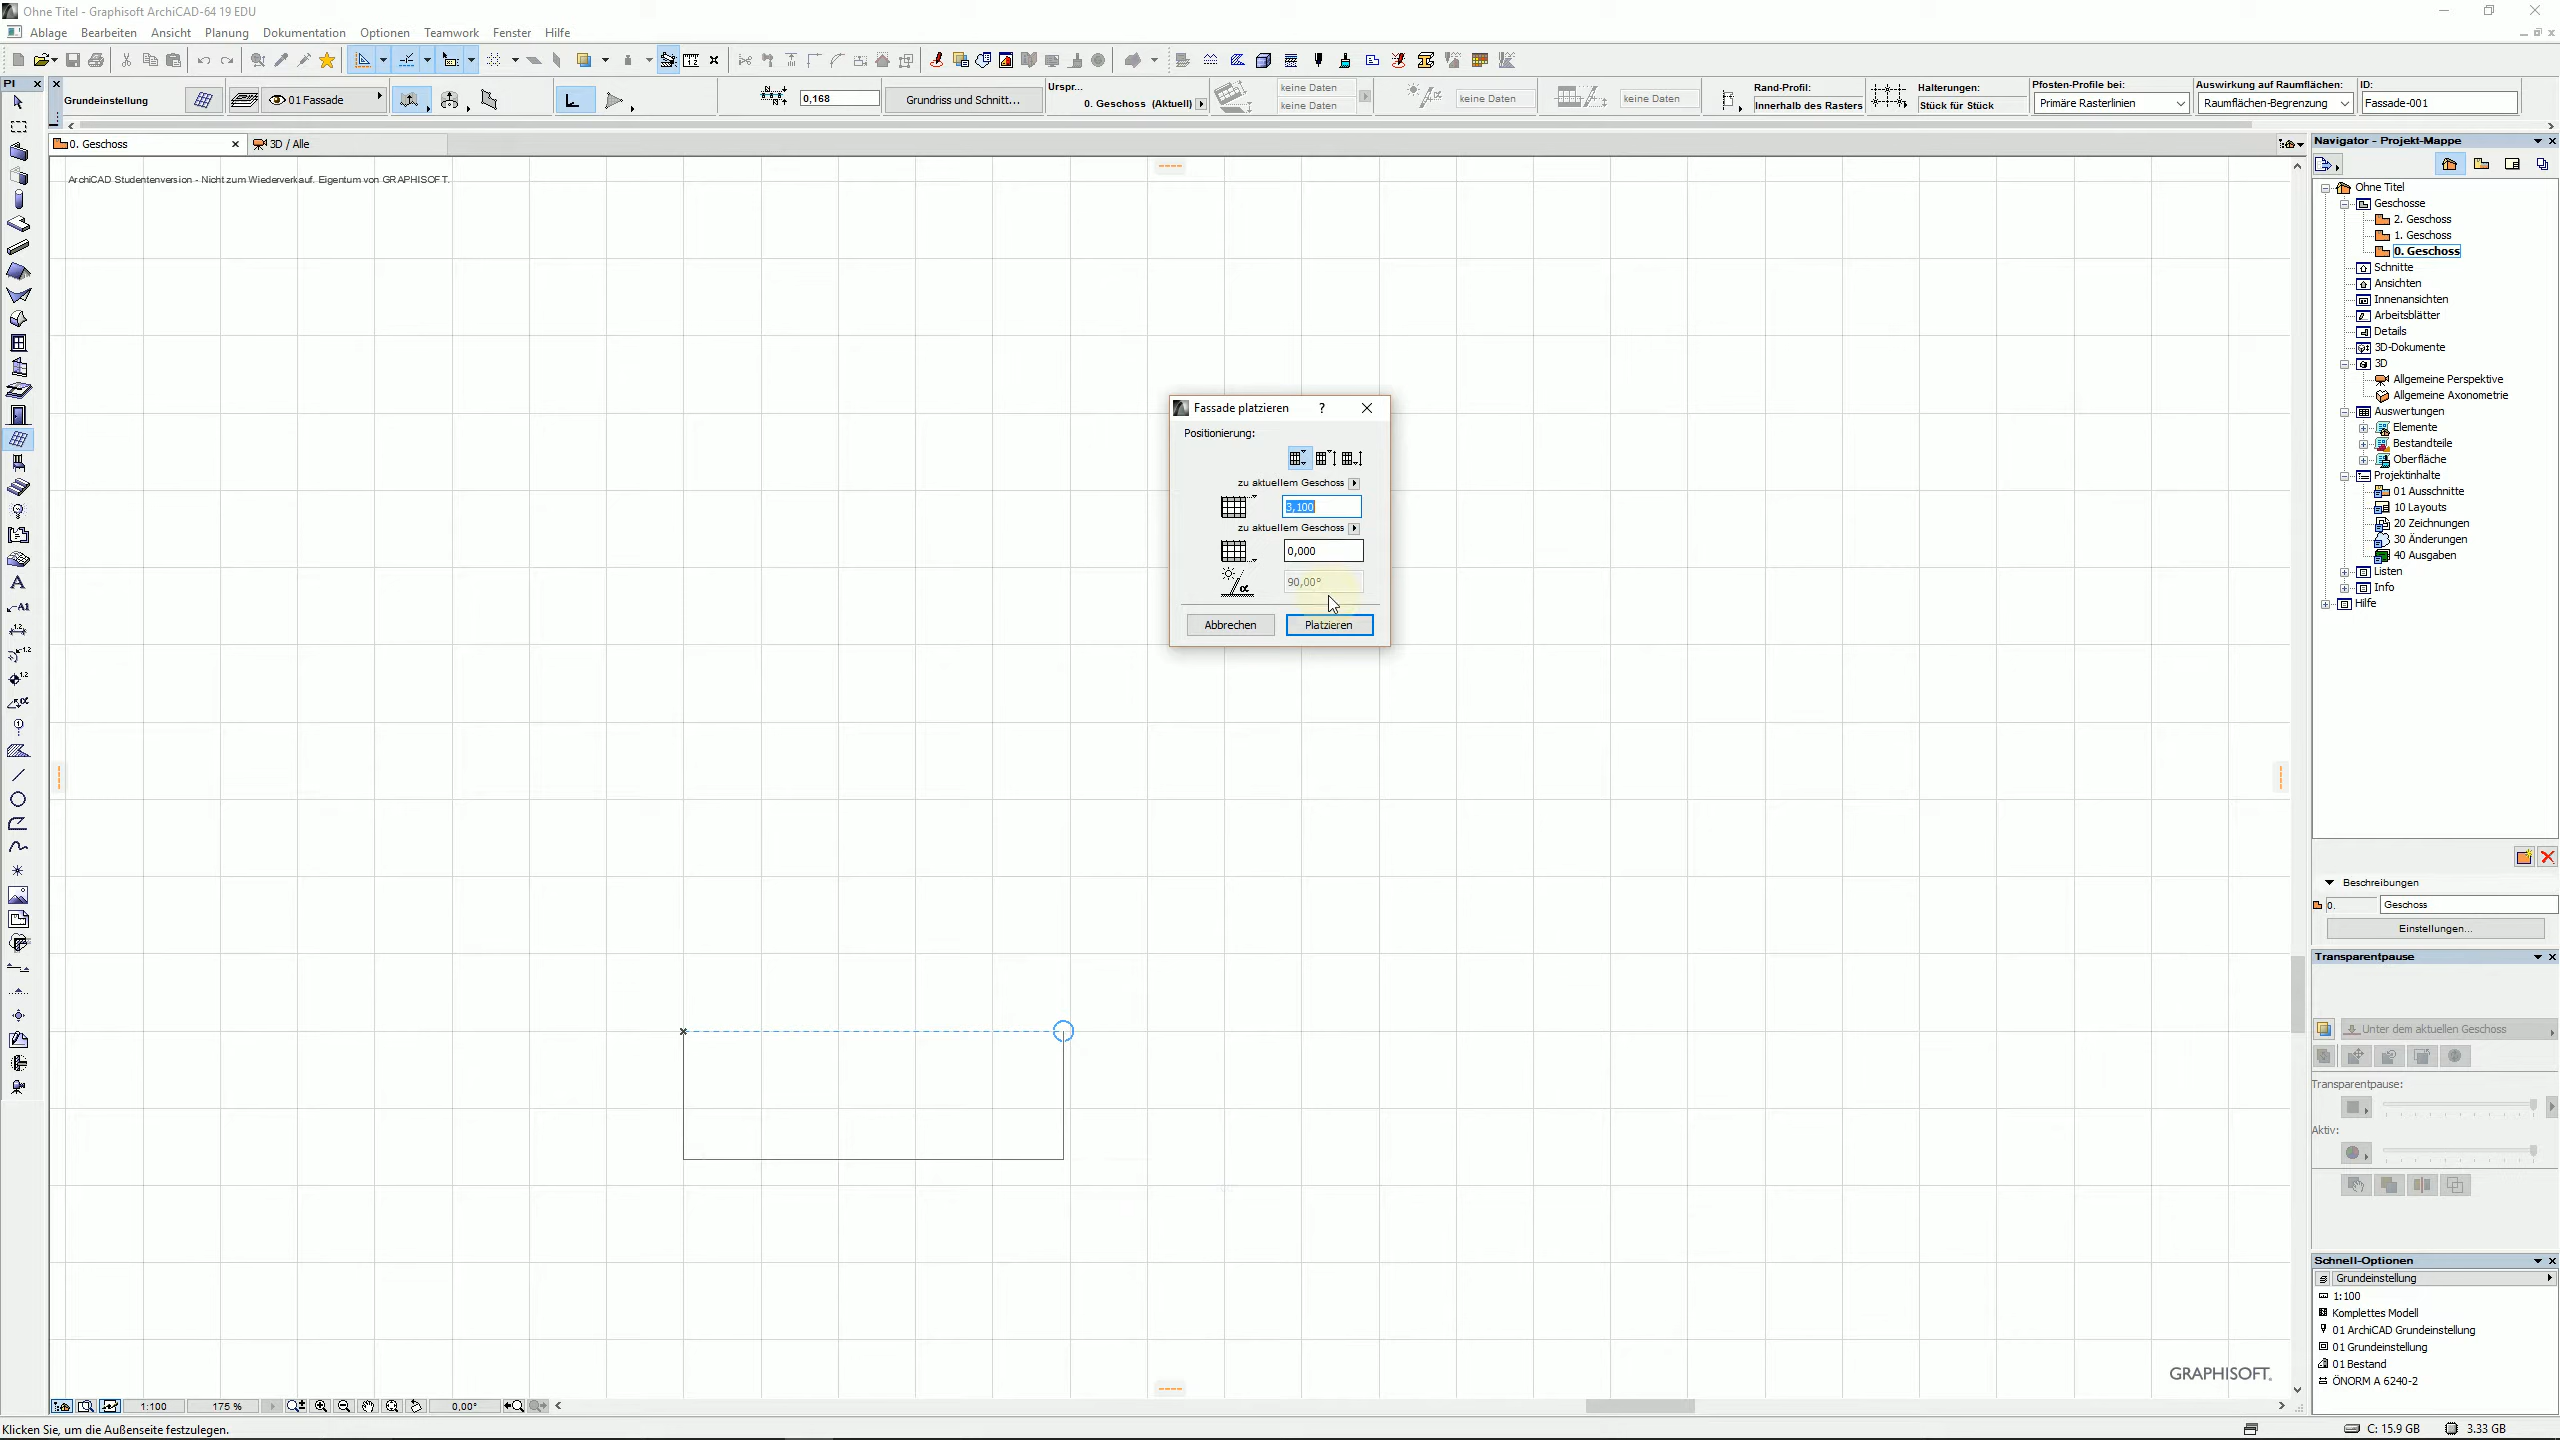 Ohne Titel - Graphisoft ArchiCAD-64 19 EDU
Ablage Bearbeiten Ansicht Planung Dokumentation Optionen Teamwork Fenster Hilfe
Grundeinstellung
01 Fassade
0,168
Grundriss und Schnitt...
Urspr...
0. Geschoss (Aktuell)
keine Daten
keine Daten
keine Daten
keine Daten
Rand-Profil:
Innerhalb des Rasters
Halterungen:
Stück für Stück
Pfosten-Profile bei:
Primäre Rasterlinien
Auswirkung auf Raumflächen:
Raumflächen-Begrenzung
ID:
Fassade-001
0. Geschoss
3D / Alle
ArchiCAD Studentenversion - Nicht zum Wiederverkauf. Eigentum von GRAPHISOFT.
Fassade platzieren
Positionierung:
zu aktuellem Geschoss
3,100
zu aktuellem Geschoss
0,000
90,00°
Abbrechen
Platzieren
Navigator - Projekt-Mappe
Ohne Titel
Geschosse
2. Geschoss
1. Geschoss
0. Geschoss
Schnitte
Ansichten
Innenansichten
Arbeitsblätter
Details
3D-Dokumente
3D
Allgemeine Perspektive
Allgemeine Axonometrie
Auswertungen
Elemente
Bestandteile
Oberfläche
Projektinhalte
01 Ausschnitte
10 Layouts
20 Zeichnungen
30 Änderungen
40 Ausgaben
Listen
Info
Hilfe
Beschreibungen
0.
Geschoss
Einstellungen...
Transparentpause
Unter dem aktuellen Geschoss
Transparentpause:
Aktiv:
Schnell-Optionen
Grundeinstellung
1:100
Komplettes Modell
01 ArchiCAD Grundeinstellung
01 Grundeinstellung
01 Bestand
ÖNORM A 6240-2
GRAPHISOFT.
1:100
175 %
0,00°
Klicken Sie, um die Außenseite festzulegen.
C: 15.9 GB
3.33 GB